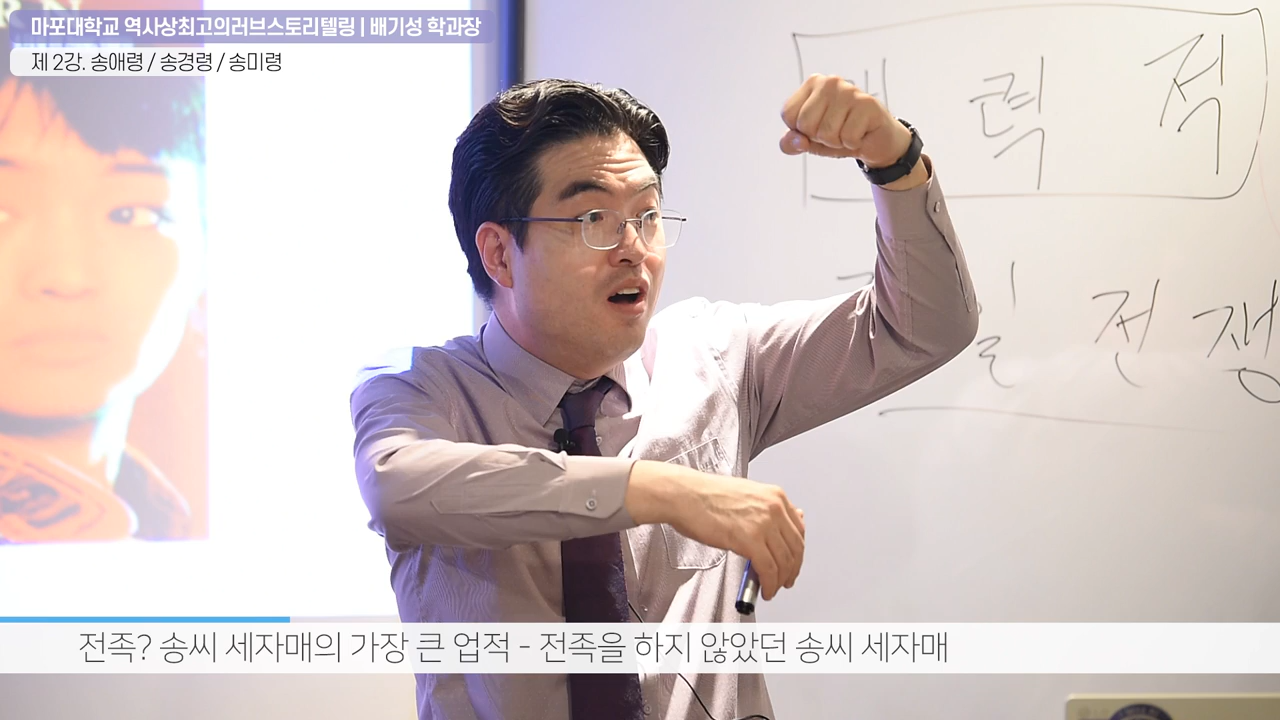 마포대학교 역사상최고의러브스토리텔링 | 배기성 학과장
제 2강. 송애령 / 송경령 / 송미령
력 적
일 전 쟁
전족? 송씨 세자매의 가장 큰 업적 - 전족을 하지 않았던 송씨 세자매